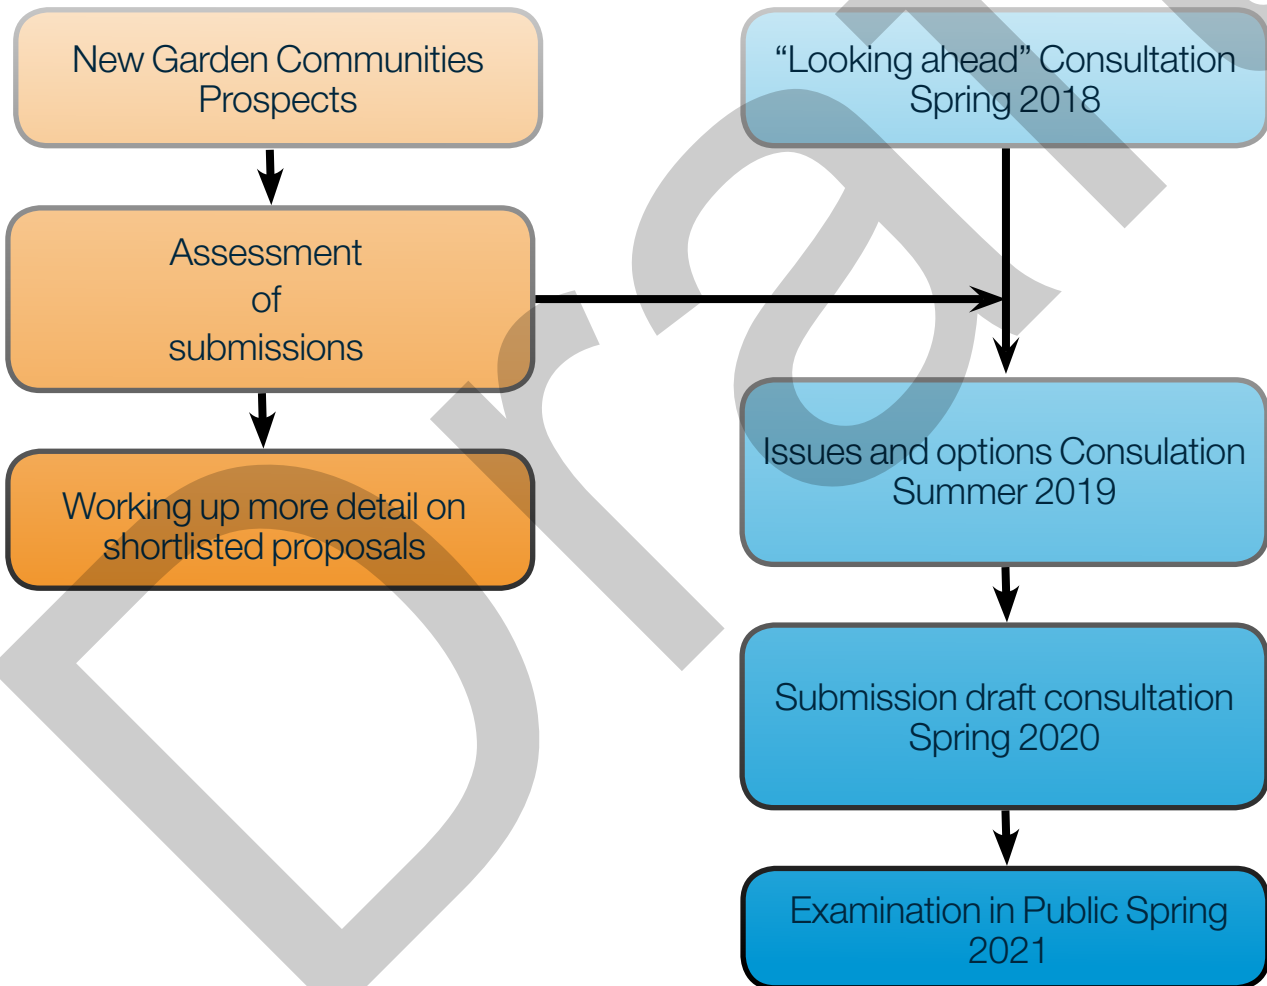 New Garden Communities
Prospects
Assessment
of
submissions
Working up more detail on
shortlisted proposals
“Looking ahead” Consultation
Spring 2018
Issues and options Consulation
Summer 2019
Submission draft consultation
Spring 2020
Examination in Public Spring
2021
Draft